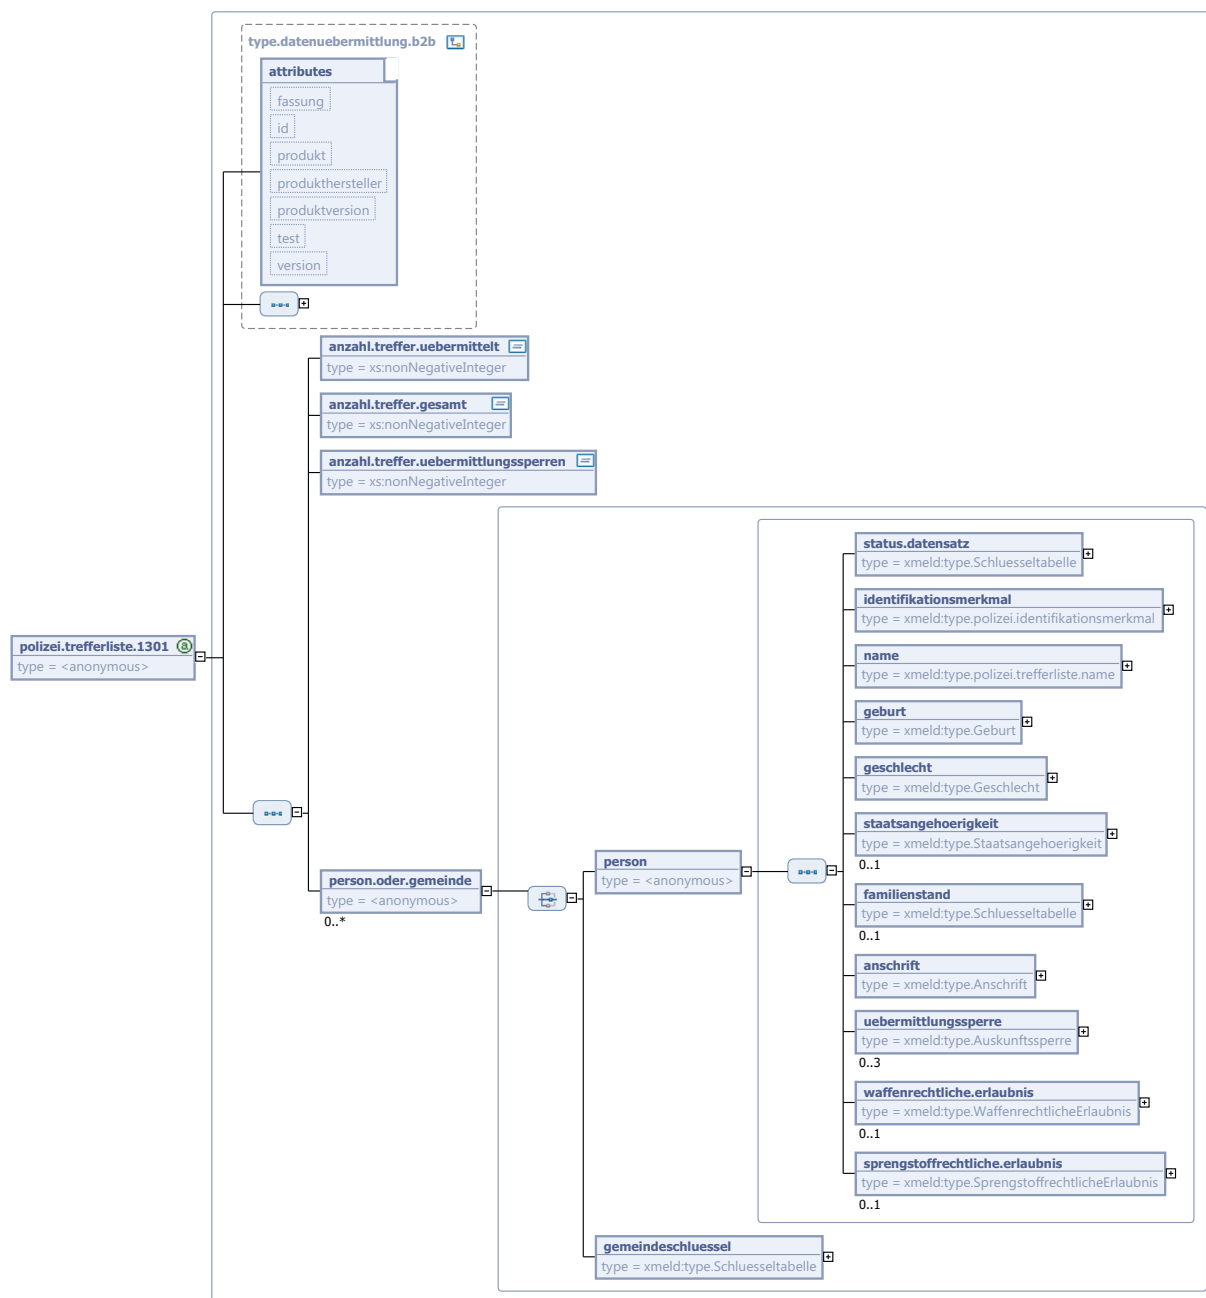 type.datenuebermittlung.b2b
attributes
fassung
id
produkt
produkthersteller
produktversion
test
version
anzahl.treffer.uebermittelt
type = xs:nonNegativeInteger
anzahl.treffer.gesamt
type = xs:nonNegativeInteger
anzahl.treffer.uebermittlungssperren
type = xs:nonNegativeInteger
polizei.trefferliste.1301 a
type = <anonymous>
person.oder.gemeinde
type = <anonymous>
0..*
person
type = <anonymous>
status.datensatz
type = xmeld:type.Schluesseltabelle
identifikationsmerkmal
type = xmeld:type.polizei.identifikationsmerkmal
name
type = xmeld:type.polizei.trefferliste.name
geburt
type = xmeld:type.Geburt
geschlecht
type = xmeld:type.Geschlecht
staatsangehoerigkeit
type = xmeld:type.Staatsangehoerigkeit
0..1
familienstand
type = xmeld:type.Schluesseltabelle
0..1
anschrift
type = xmeld:type.Anschrift
uebermittlungssperre
type = xmeld:type.Auskunftssperre
0..3
waffenrechtliche.erlaubnis
type = xmeld:type.WaffenrechtlicheErlaubnis
0..1
sprengstoffrechtliche.erlaubnis
type = xmeld:type.SprengstoffrechtlicheErlaubnis
0..1
gemeindeschluessel
type = xmeld:type.Schluesseltabelle